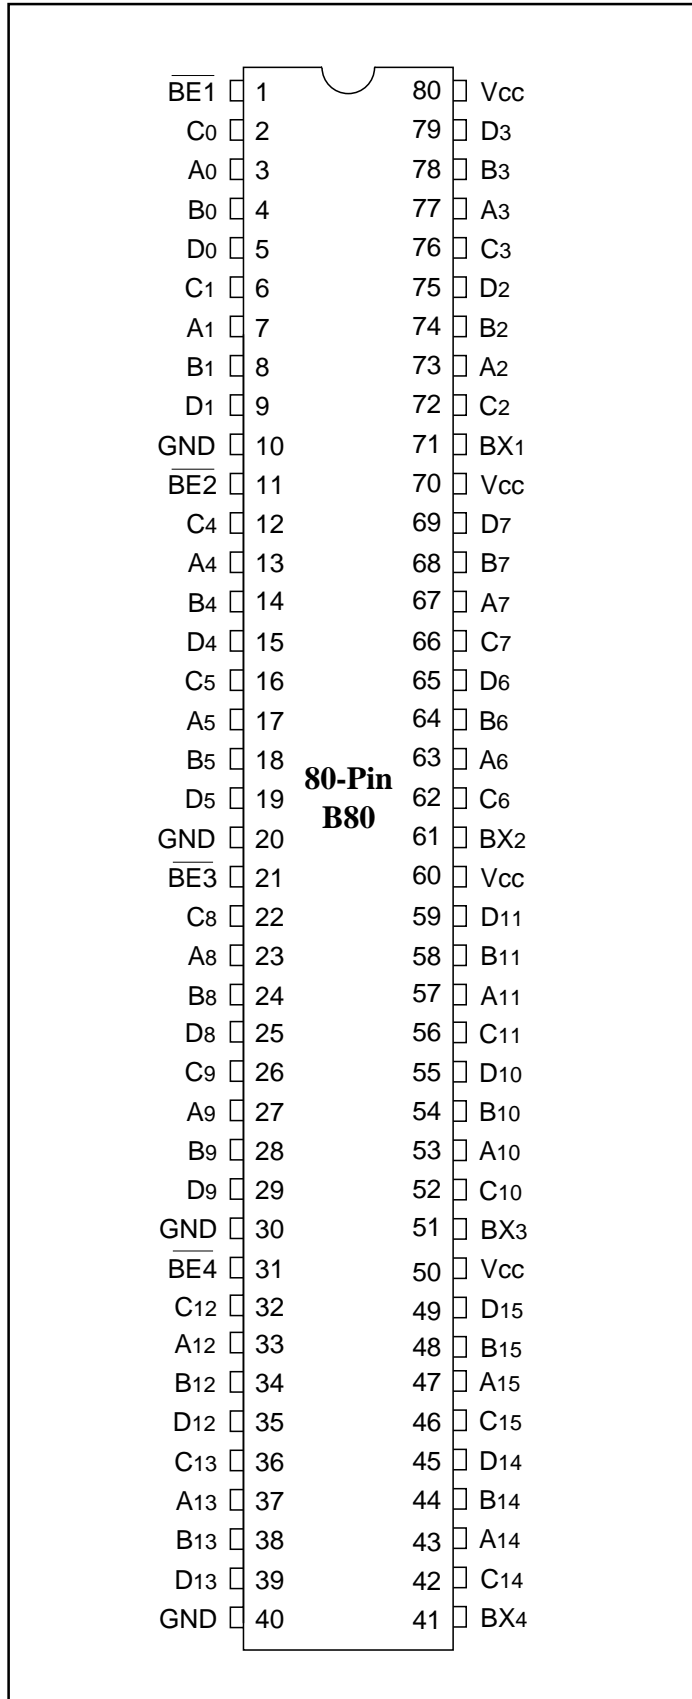 B̅E̅1̅ 1 80 Vcc
C0 2 79 D3
A0 3 78 B3
B0 4 77 A3
D0 5 76 C3
C1 6 75 D2
A1 7 74 B2
B1 8 73 A2
D1 9 72 C2
GND 10 71 BX1
B̅E̅2̅ 11 70 Vcc
C4 12 69 D7
A4 13 68 B7
B4 14 67 A7
D4 15 66 C7
C5 16 65 D6
A5 17 64 B6
B5 18 63 A6
80-Pin
D5 19 62 C6
B80
GND 20 61 BX2
B̅E̅3̅ 21 60 Vcc
C8 22 59 D11
A8 23 58 B11
B8 24 57 A11
D8 25 56 C11
C9 26 55 D10
A9 27 54 B10
B9 28 53 A10
D9 29 52 C10
GND 30 51 BX3
B̅E̅4̅ 31 50 Vcc
C12 32 49 D15
A12 33 48 B15
B12 34 47 A15
D12 35 46 C15
C13 36 45 D14
A13 37 44 B14
B13 38 43 A14
D13 39 42 C14
GND 40 41 BX4